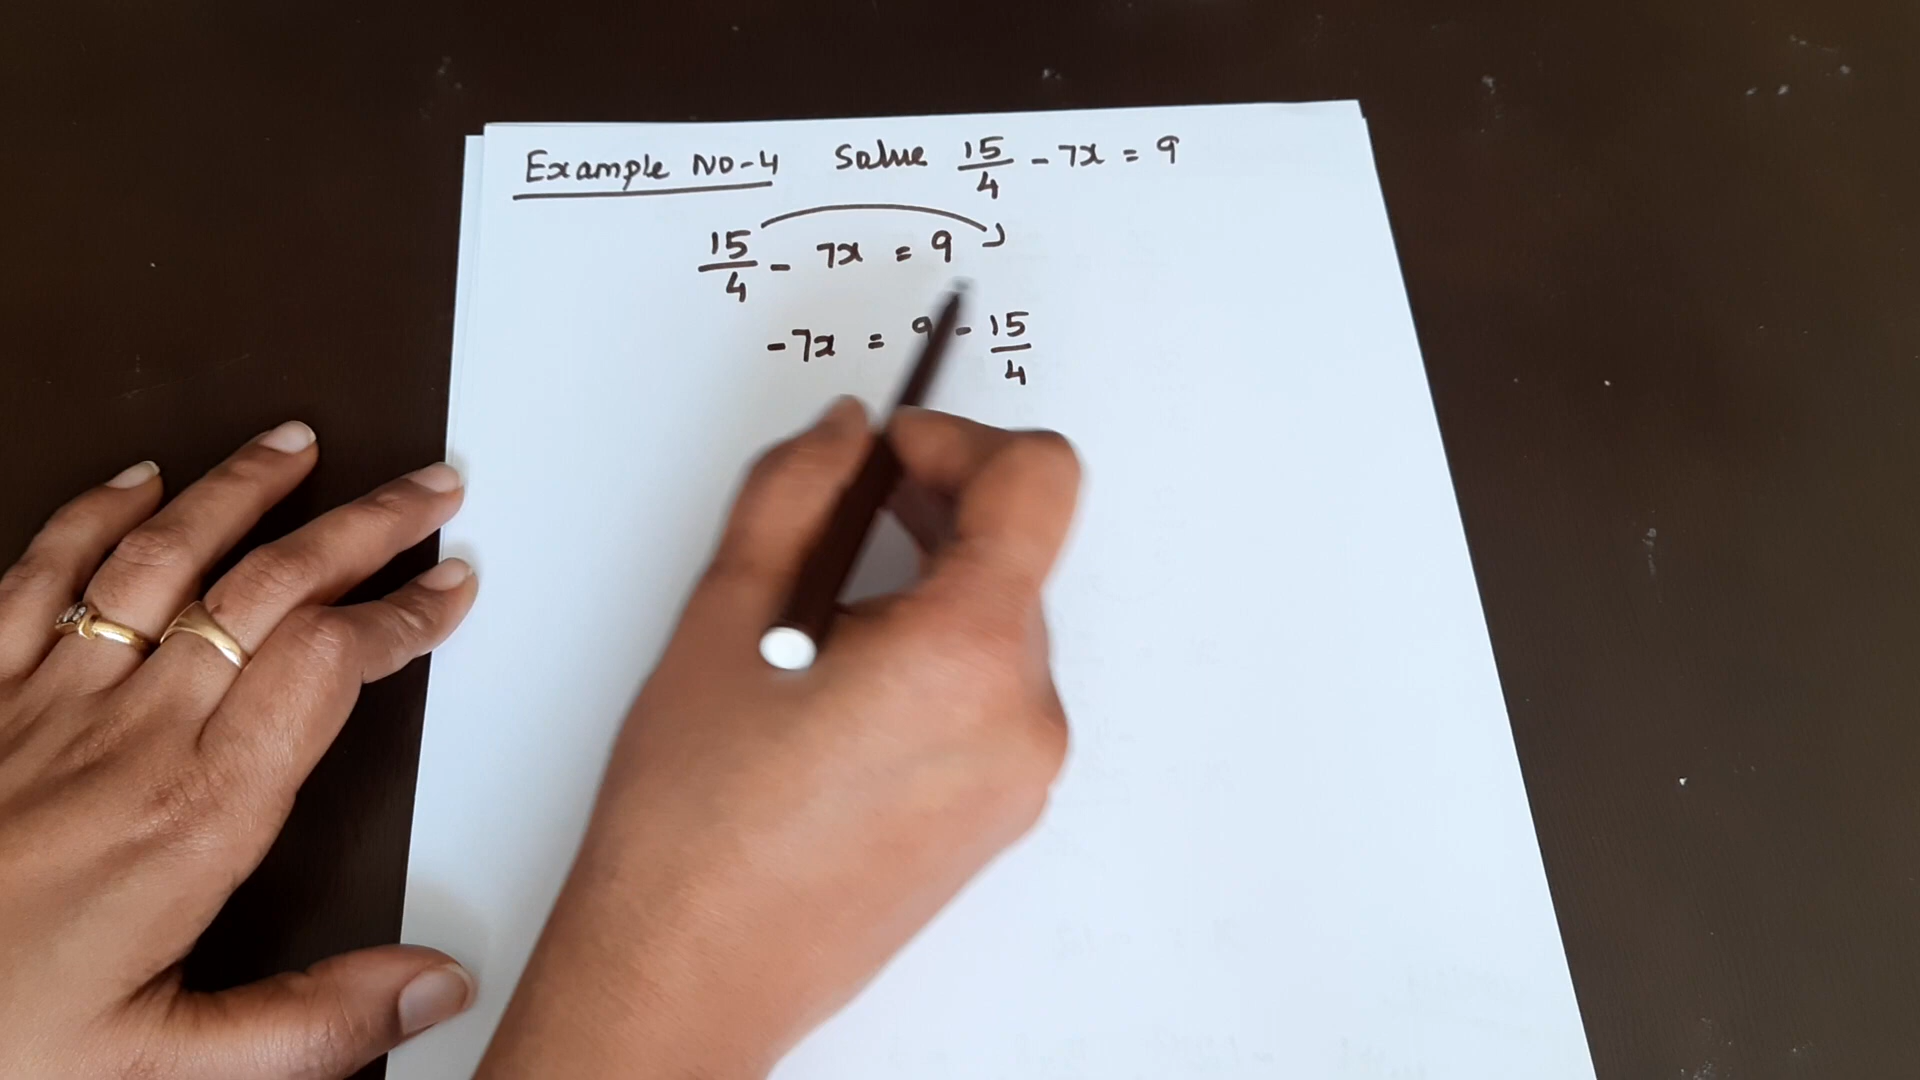 Example No-4 Solve 15/4 - 7x = 9
15/4 - 7x = 9
-7x = 9 - 15/4